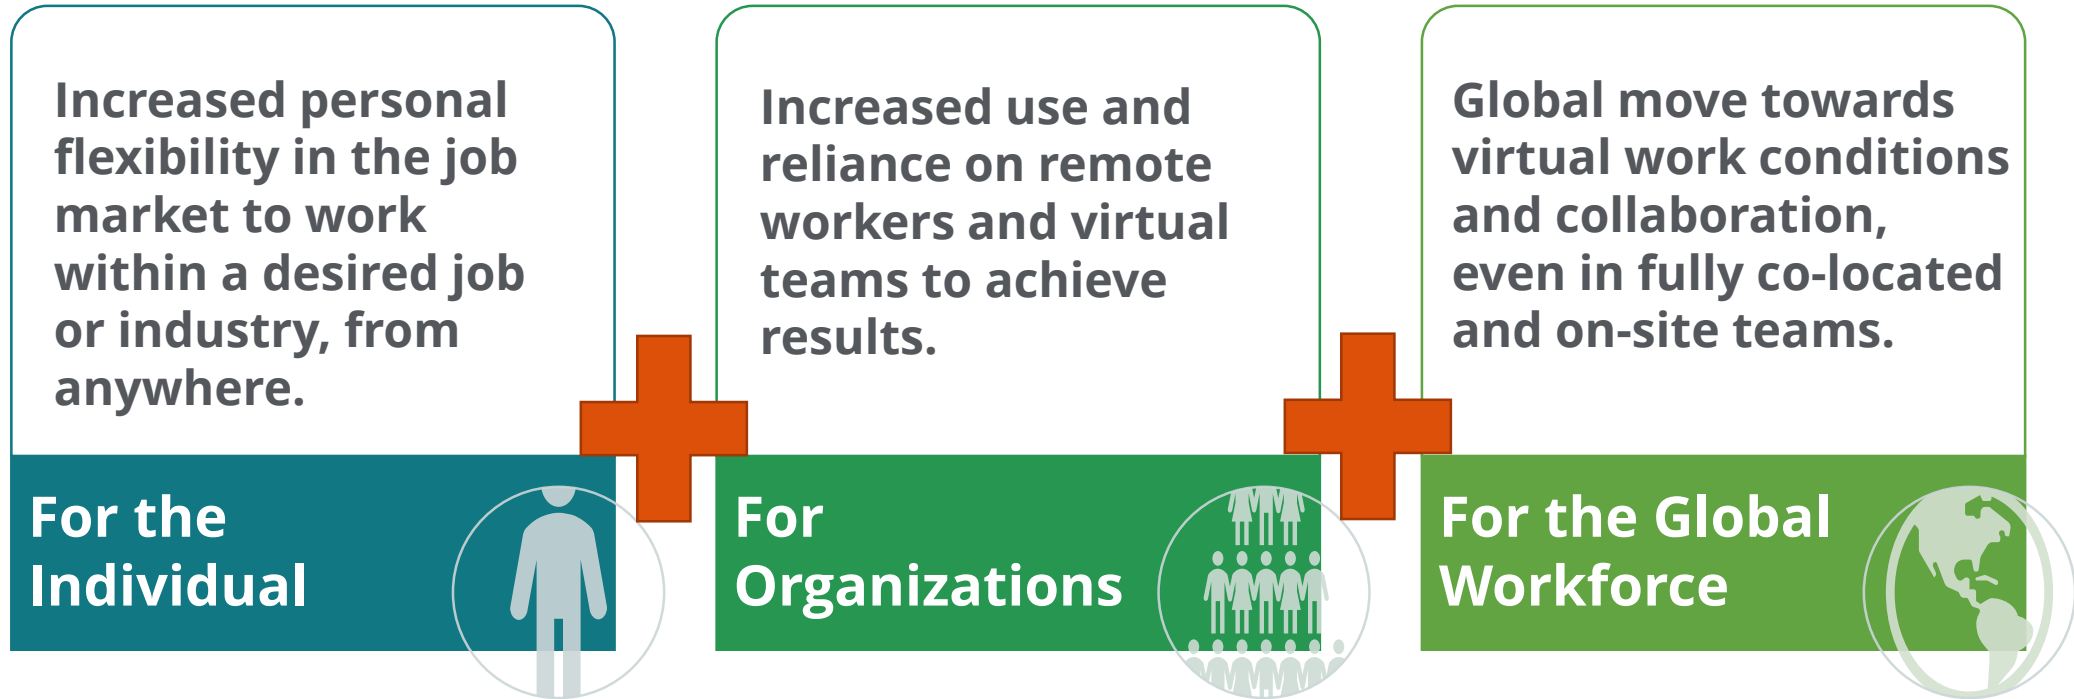 Increased personal
flexibility in the job
market to work
within a desired job
or industry, from
anywhere.
For the
Individual
Increased use and
reliance on remote
workers and virtual
teams to achieve
results.
For
Organizations
Global move towards
virtual work conditions
and collaboration,
even in fully co-located
and on-site teams.
For the Global
Workforce